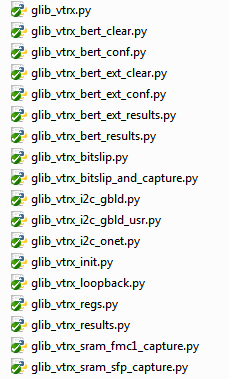 glib_vtrx.py
glib_vtrx_bert_clear.py
glib_vtrx_bert_conf.py
glib_vtrx_bert_ext_clear.py
glib_vtrx_bert_ext_conf.py
glib_vtrx_bert_ext_results.py
glib_vtrx_bert_results.py
glib_vtrx_bitslip.py
glib_vtrx_bitslip_and_capture.py
glib_vtrx_i2c_gbld.py
glib_vtrx_i2c_gbld_usr.py
glib_vtrx_i2c_onet.py
glib_vtrx_init.py
glib_vtrx_loopback.py
glib_vtrx_regs.py
glib_vtrx_results.py
glib_vtrx_sram_fmc1_capture.py
glib_vtrx_sram_sfp_capture.py